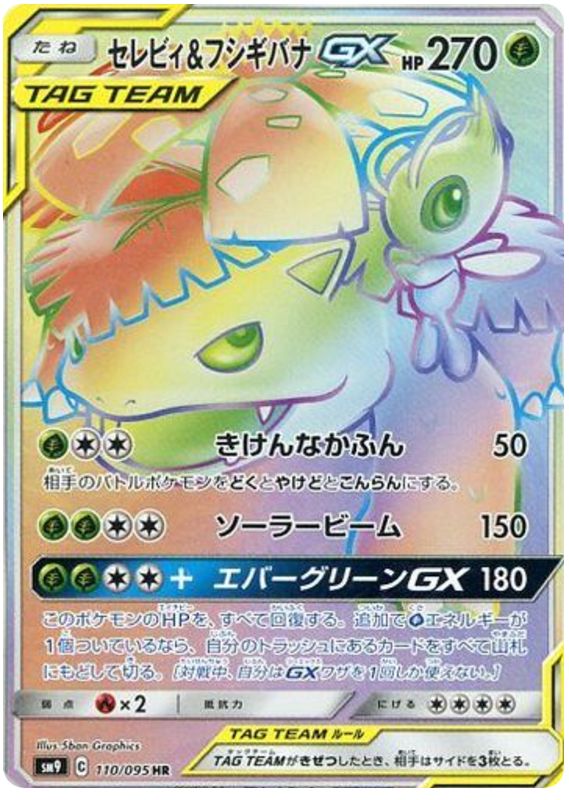 たね セレビィ&フシギバナGX HP270
TAG TEAM
きけんなかふん 50
相手のバトルポケモンをどくとやけどとこんらんにする。
ソーラービーム 150
+ エバーグリーンGX 180
このポケモンのHPを、すべて回復する。追加でエネルギーが
1個ついているなら、自分のトラッシュにあるカードをすべて山札
にもどして切る。[対戦中、自分はGXワザを1回しか使えない。]
弱点 ×2 抵抗力 にげる
TAG TEAM ルール
TAG TEAMがきぜつしたとき、相手はサイドを3枚とる。
Illus. 5ban Graphics
SM9 C 110/095 HR